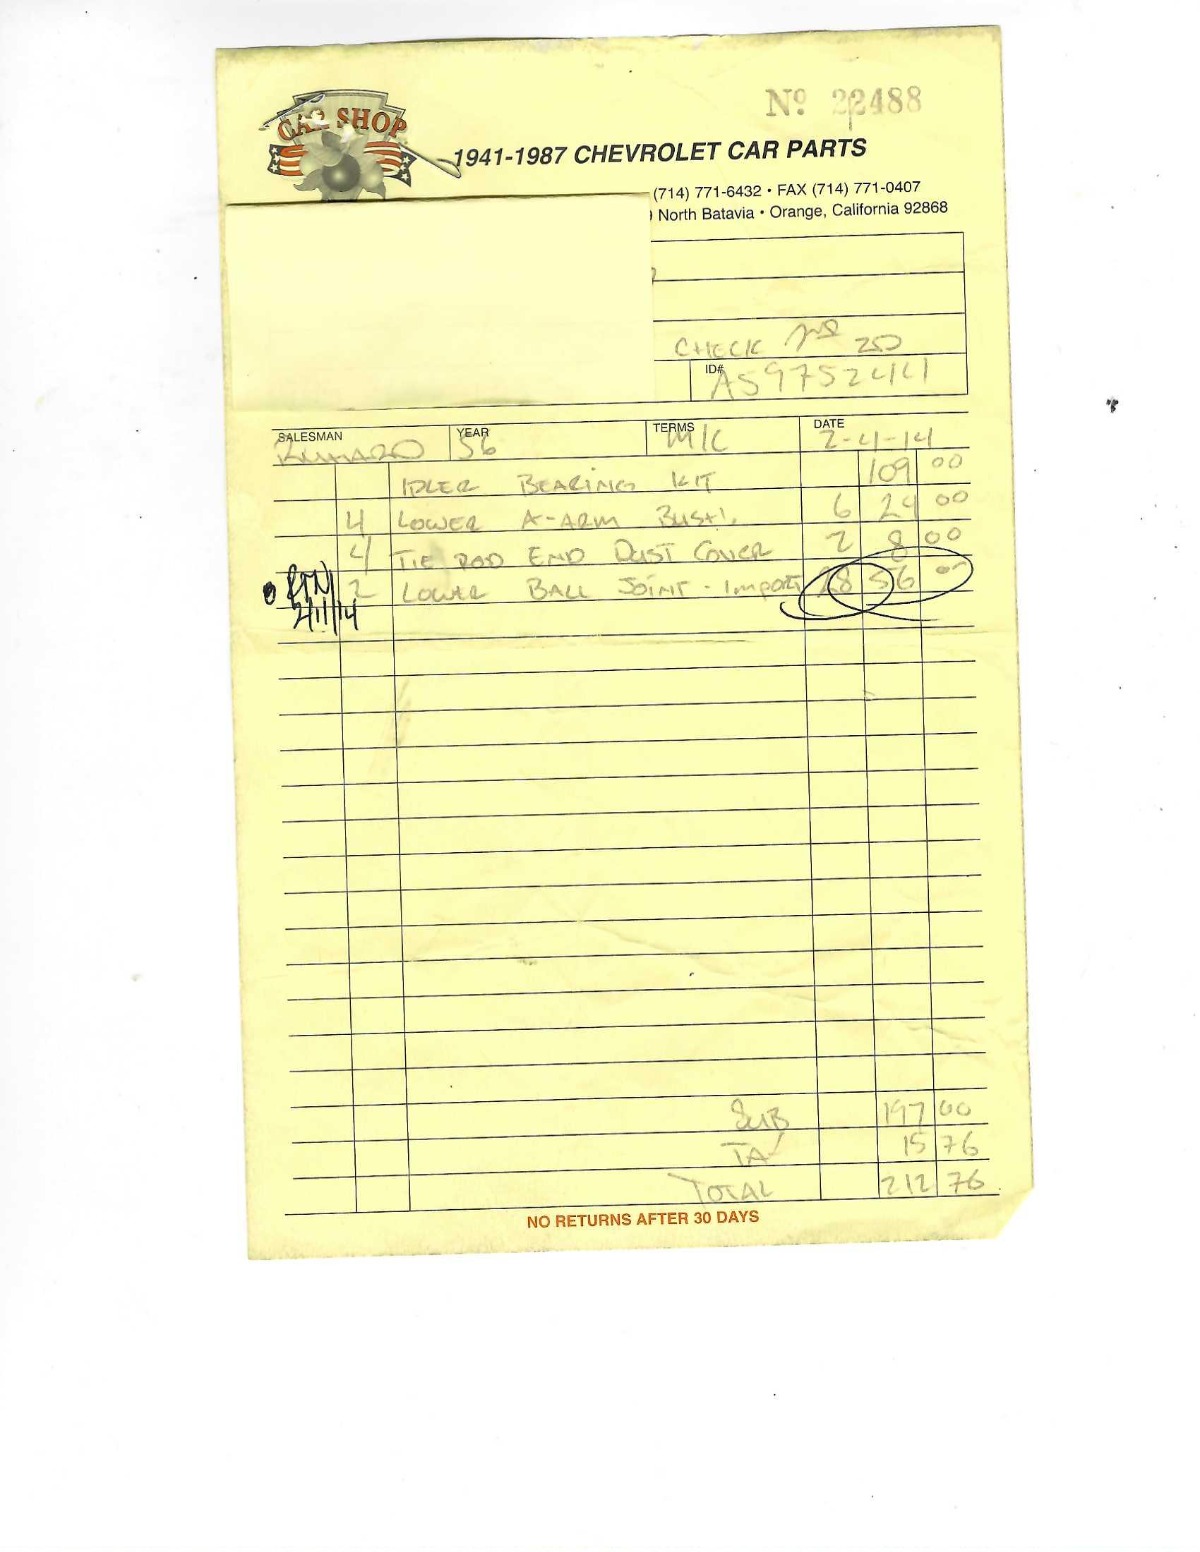 CAR SHOP
Nº 22488
1941-1987 CHEVROLET CAR PARTS
(714) 771-6432 • FAX (714) 771-0407
North Batavia • Orange, California 92868
CHECK 250
ID# A59752441
SALESMAN RICHARD YEAR 56 TERMS M/C DATE 2-4-14
IDLER BEARING KIT 109 00
4 LOWER A-ARM BUSH. 6 24 00
4 TIE ROD END DUST COVER 2 8 00
RTN 2 LOWER BALL JOINT - IMPORT 28 56 00
2/11/14
SUB 197 00
TAX 15 76
TOTAL 212 76
NO RETURNS AFTER 30 DAYS